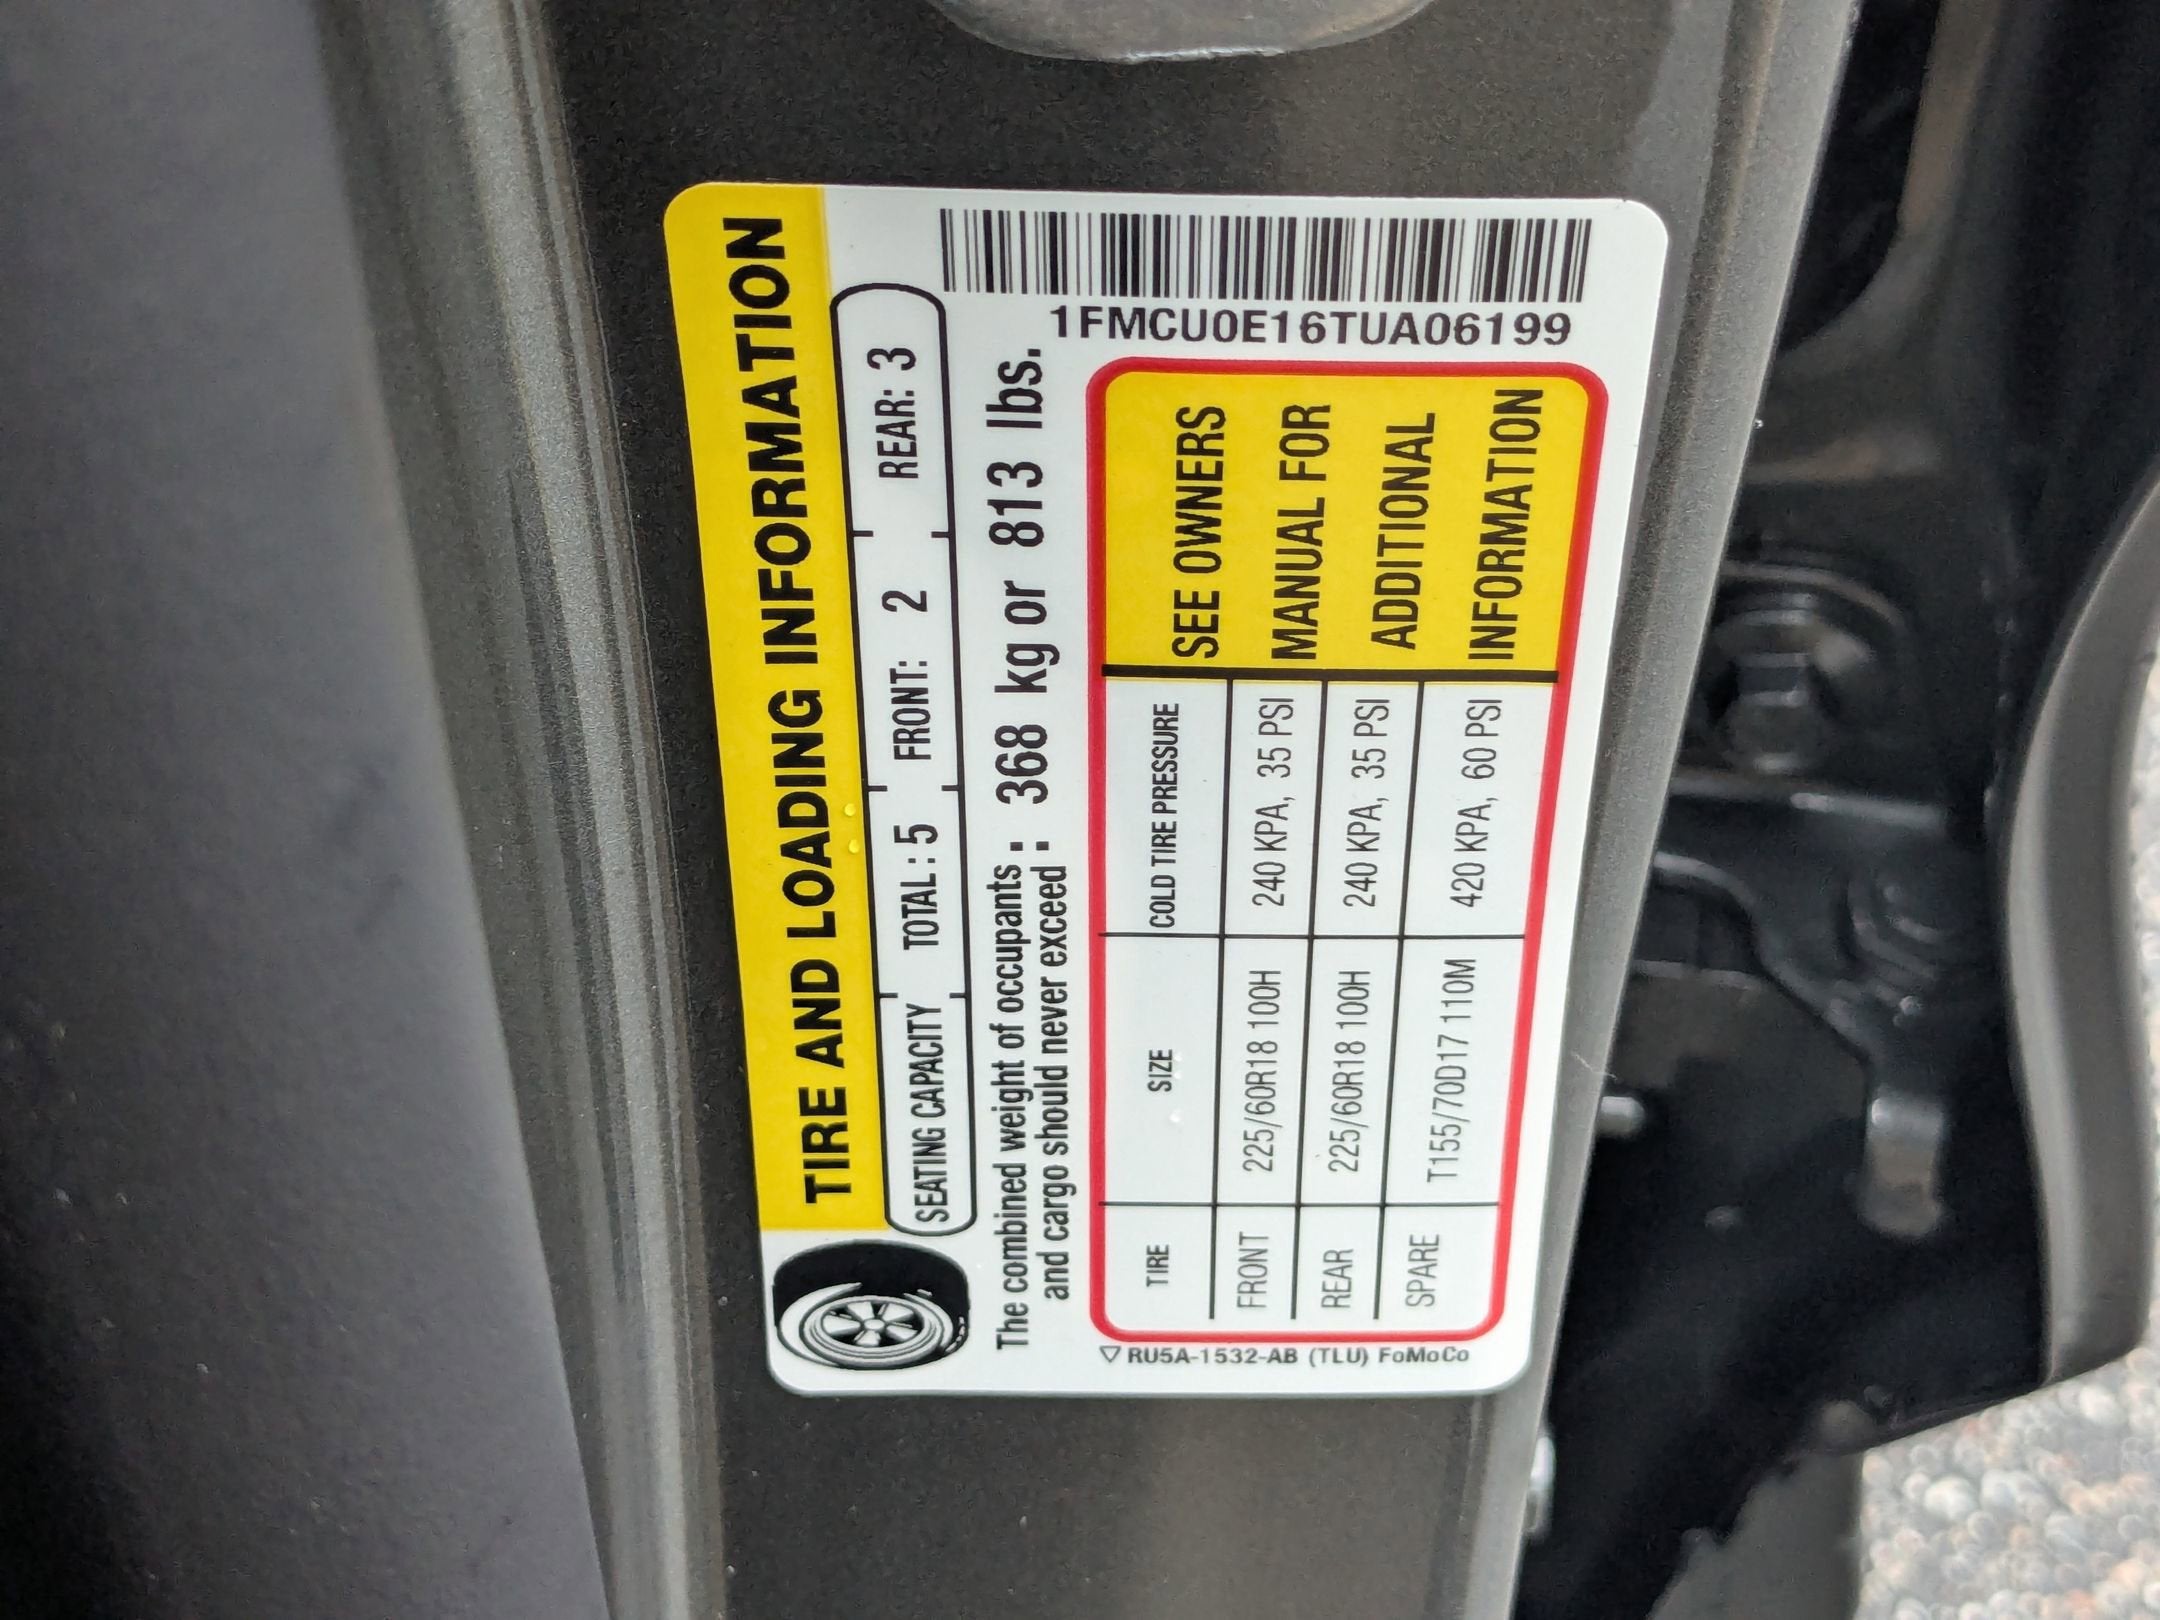 TIRE AND LOADING INFORMATION
SEATING CAPACITY TOTAL : 5 FRONT: 2 REAR: 3
The combined weight of occupants : 368 kg or 813 lbs.
and cargo should never exceed :
TIRE SIZE COLD TIRE PRESSURE
FRONT 225/60R18 100H 240 KPA, 35 PSI
REAR 225/60R18 100H 240 KPA, 35 PSI
SPARE T155/70D17 110M 420 KPA, 60 PSI
SEE OWNERS
MANUAL FOR
ADDITIONAL
INFORMATION
1FMCU0E16TUA06199
RU5A-1532-AB (TLU) FoMoCo